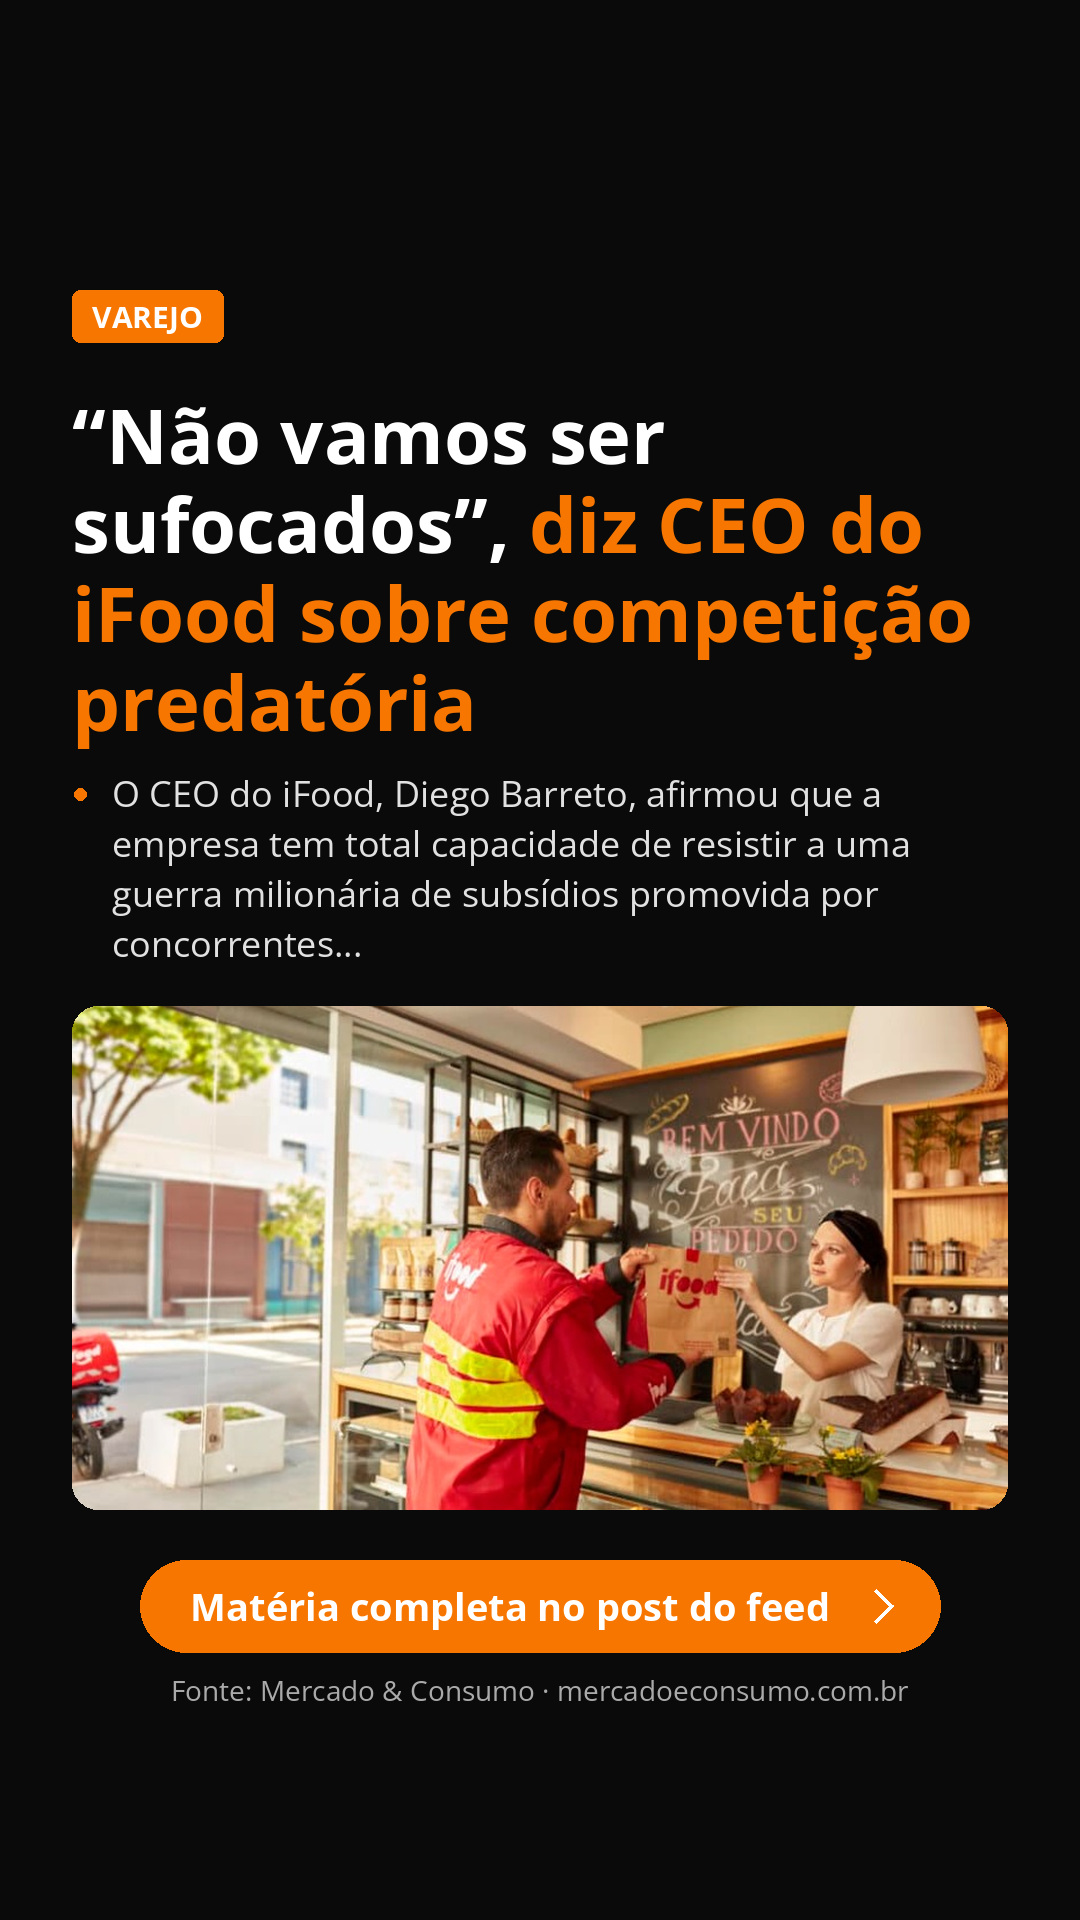 VAREJO
“Não vamos ser
sufocados”, diz CEO do
iFood sobre competição
predatória
• O CEO do iFood, Diego Barreto, afirmou que a
empresa tem total capacidade de resistir a uma
guerra milionária de subsídios promovida por
concorrentes...
BEM VINDO
Faça
SEU
PEDIDO
ifood
ifood
Matéria completa no post do feed
Fonte: Mercado & Consumo · mercadoeconsumo.com.br